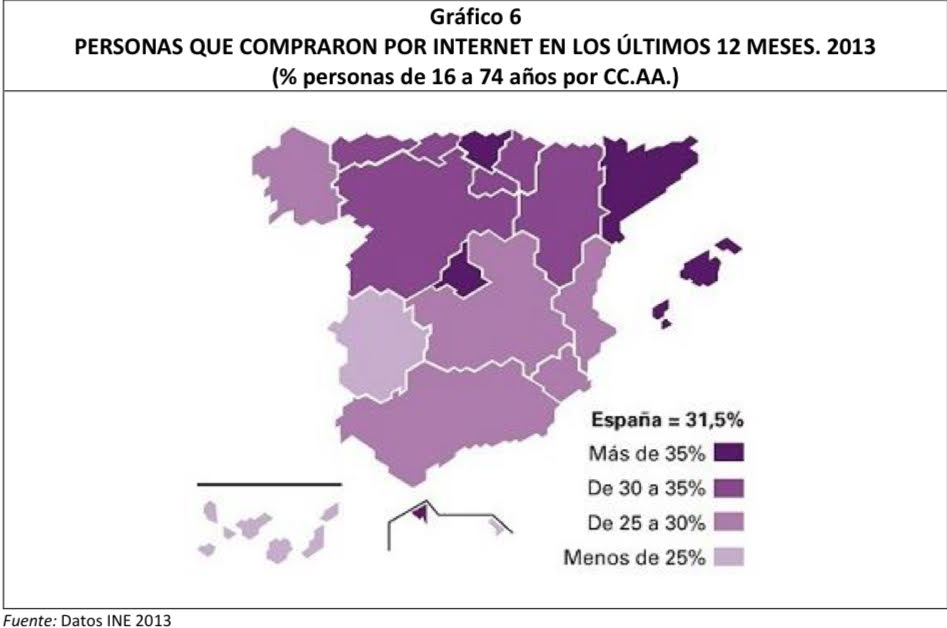 Gráfico 6
PERSONAS QUE COMPRARON POR INTERNET EN LOS ÚLTIMOS 12 MESES. 2013
(% personas de 16 a 74 años por CC.AA.)
España = 31,5%
Más de 35%
De 30 a 35%
De 25 a 30%
Menos de 25%
Fuente: Datos INE 2013